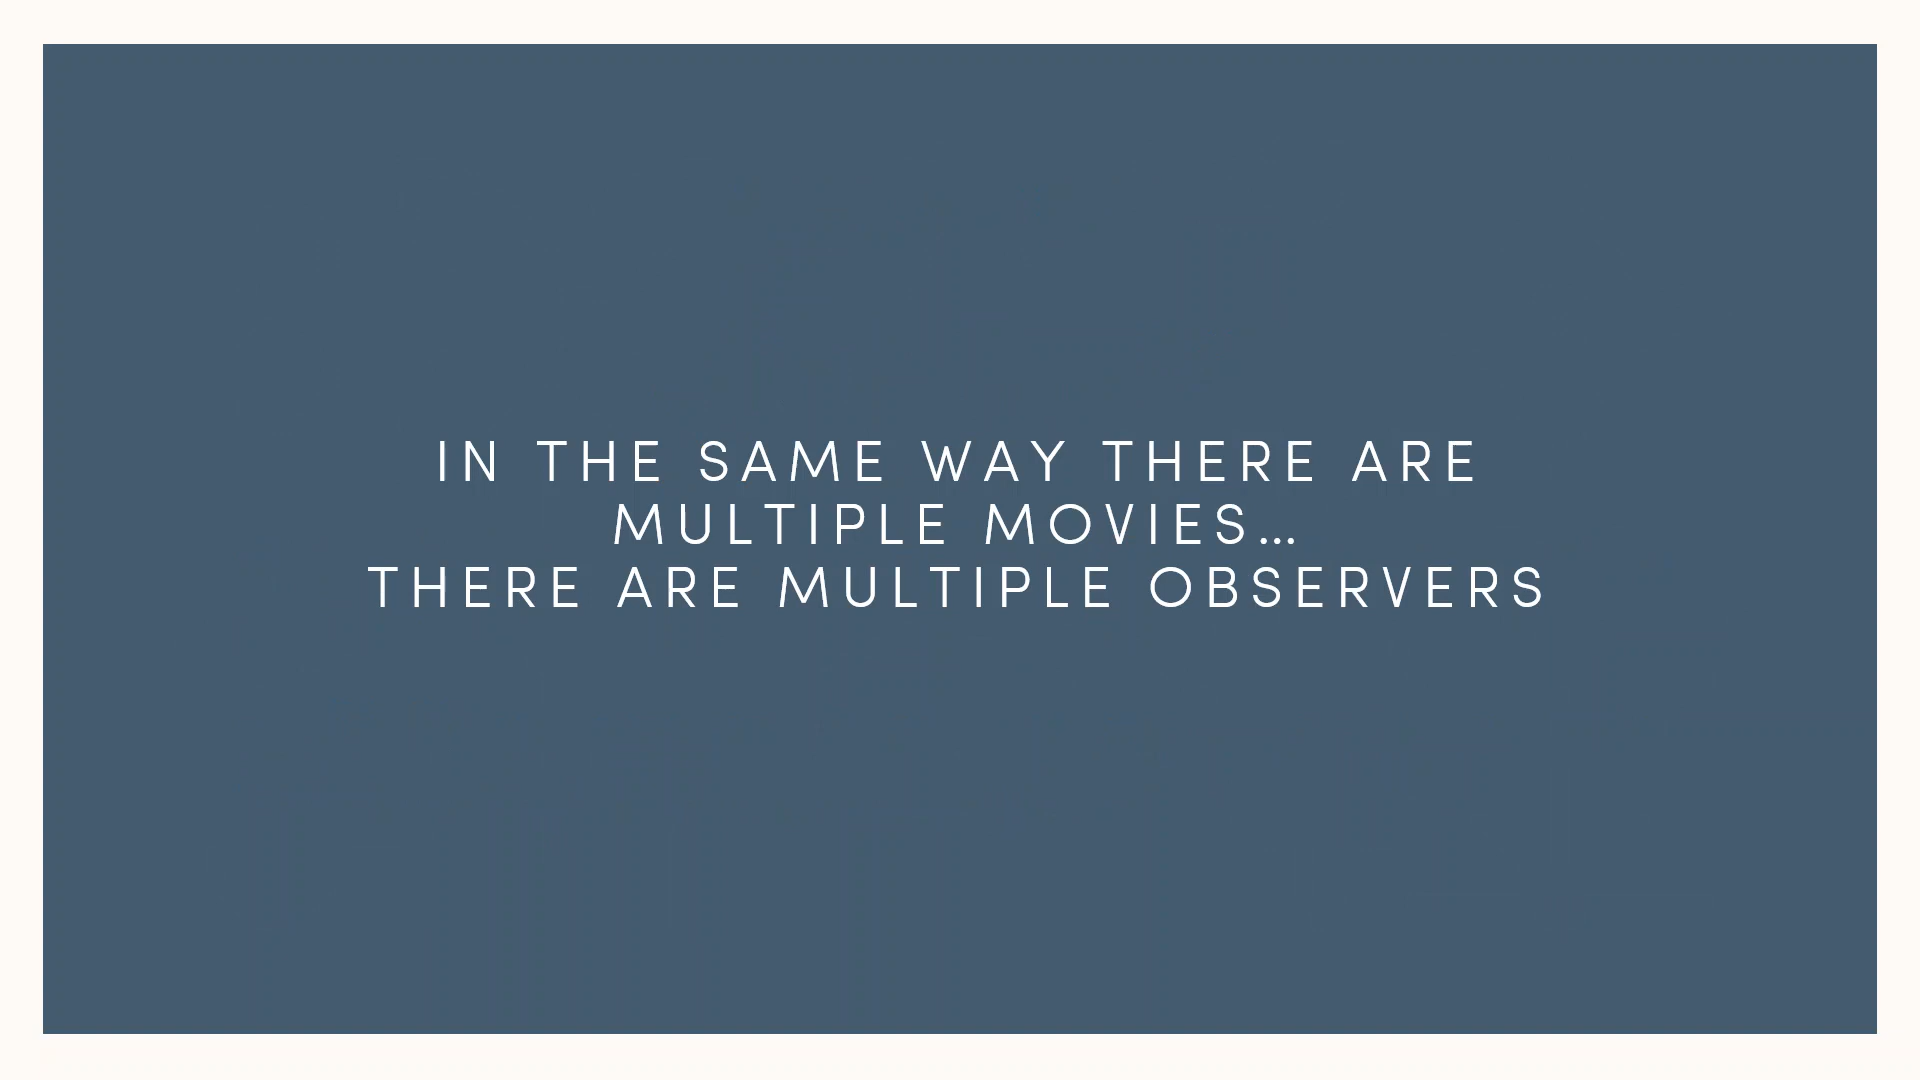 IN THE SAME WAY THERE ARE
MULTIPLE MOVIES...
THERE ARE MULTIPLE OBSERVERS